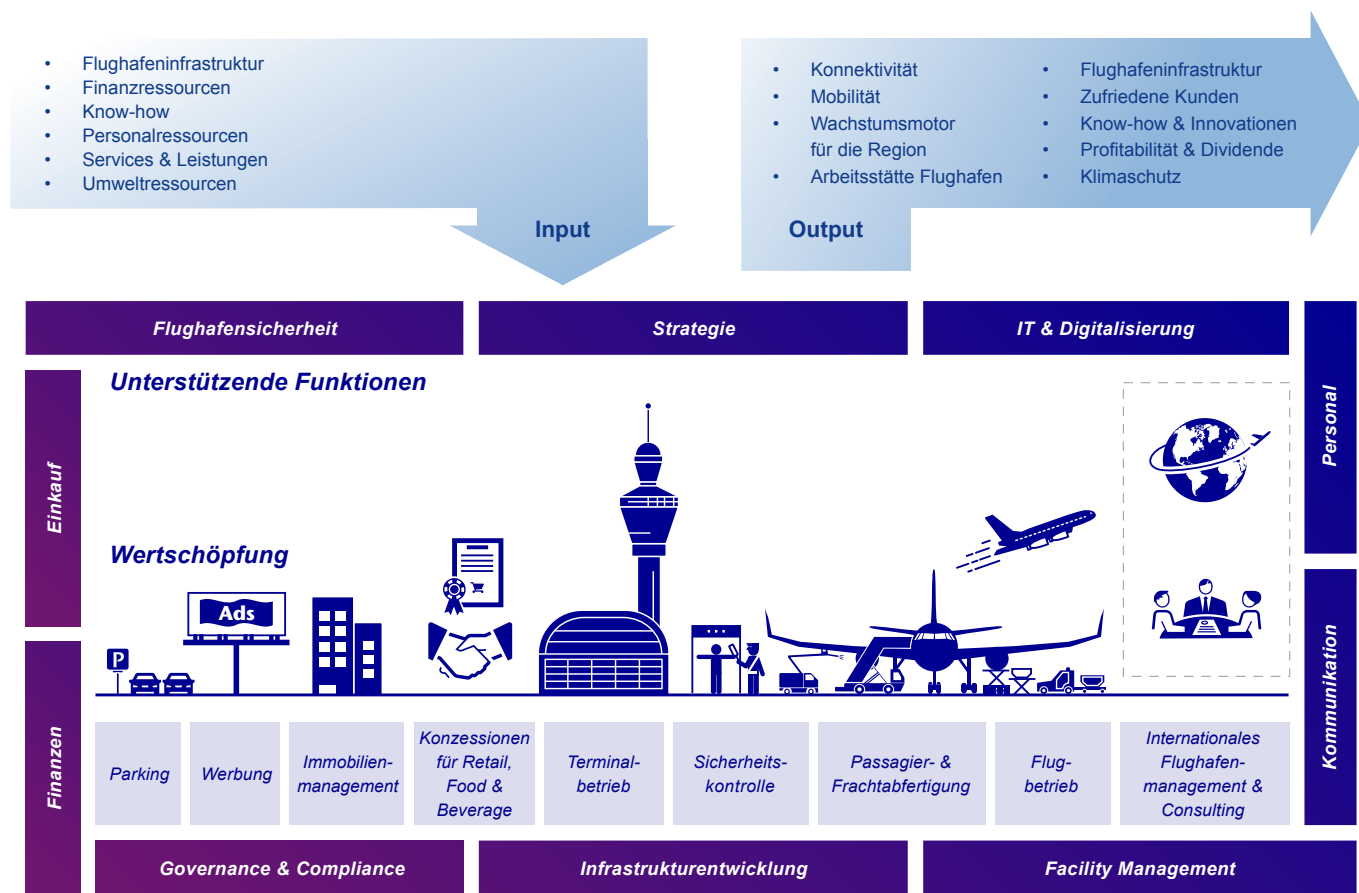 • Flughafeninfrastruktur
• Finanzressourcen
• Know-how
• Personalressourcen
• Services & Leistungen
• Umweltressourcen
Input
• Konnektivität
• Mobilität
• Wachstumsmotor
für die Region
• Arbeitsstätte Flughafen
• Flughafeninfrastruktur
• Zufriedene Kunden
• Know-how & Innovationen
• Profitabilität & Dividende
• Klimaschutz
Output
Flughafensicherheit
Strategie
IT & Digitalisierung
Einkauf
Finanzen
Personal
Kommunikation
Unterstützende Funktionen
Wertschöpfung
P
Ads
Parking
Werbung
Immobilien-
management
Konzessionen
für Retail,
Food &
Beverage
Terminal-
betrieb
Sicherheits-
kontrolle
Passagier- &
Frachtabfertigung
Flug-
betrieb
Internationales
Flughafen-
management &
Consulting
Governance & Compliance
Infrastrukturentwicklung
Facility Management